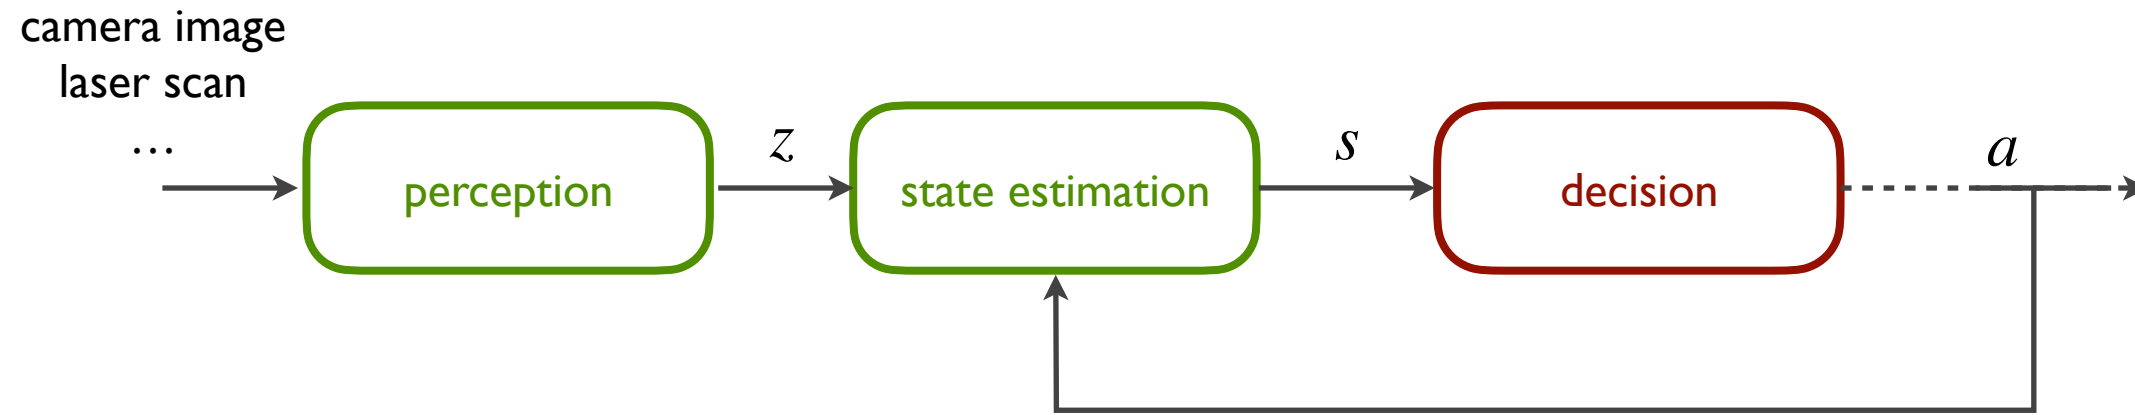 camera image
laser scan
...
perception
z
state estimation
s
decision
a